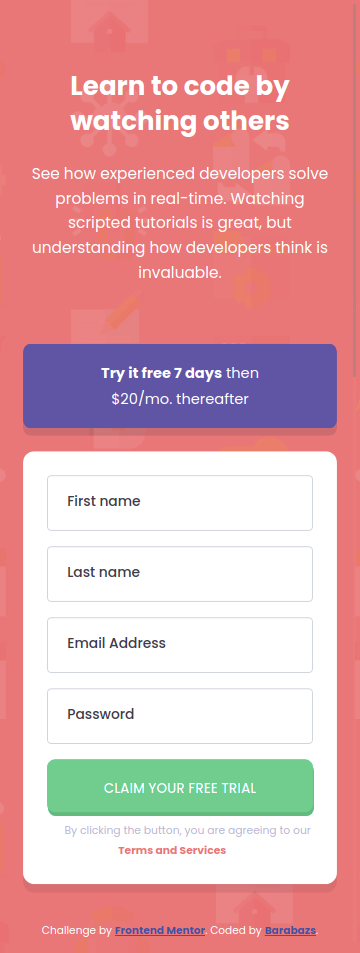 Learn to code by
watching others
See how experienced developers solve
problems in real-time. Watching
scripted tutorials is great, but
understanding how developers think is
invaluable.
Try it free 7 days then
$20/mo. thereafter
First name
Last name
Email Address
Password
CLAIM YOUR FREE TRIAL
By clicking the button, you are agreeing to our
Terms and Services
Challenge by Frontend Mentor. Coded by Barabazs.